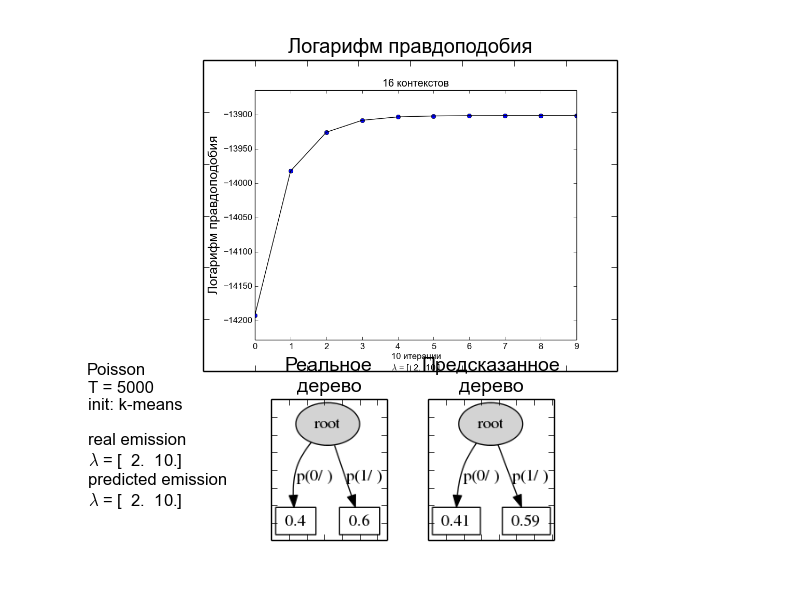 Логарифм правдоподобия
16 контекстов
Логарифм правдоподобия
−13900
−13950
−14000
−14050
−14100
−14150
−14200
0 1 2 3 4 5 6 7 8 9
10 итерации
λ = [ 2. 10.]
Poisson
T = 5000
init: k-means
real emission
λ = [ 2. 10.]
predicted emission
λ = [ 2. 10.]
Реальное
дерево
root
p(0/ ) p(1/ )
0.4 0.6
Предсказанное
дерево
root
p(0/ ) p(1/ )
0.41 0.59